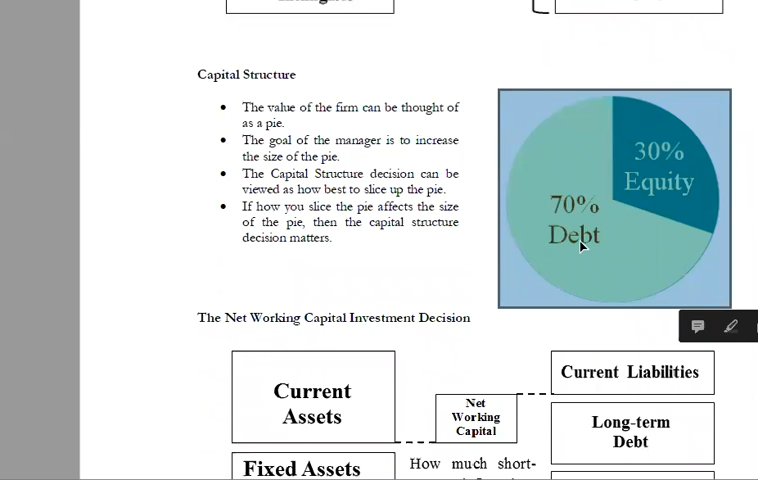 Capital Structure
• The value of the firm can be thought of
as a pie.
• The goal of the manager is to increase
the size of the pie.
• The Capital Structure decision can be
viewed as how best to slice up the pie.
• If how you slice the pie affects the size
of the pie, then the capital structure
decision matters.
30%
Equity
70%
Debt
The Net Working Capital Investment Decision
Current
Assets
Net
Working
Capital
Current Liabilities
Long-term
Debt
Fixed Assets
How much short-